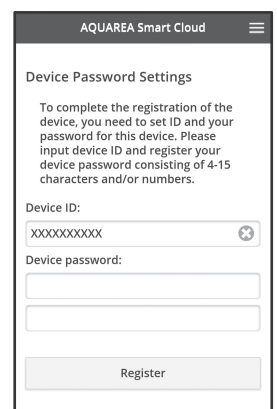 AQUAREA Smart Cloud
Device Password Settings
To complete the registration of the
device, you need to set ID and your
password for this device. Please
input device ID and register your
device password consisting of 4-15
characters and/or numbers.
Device ID:
XXXXXXXXXX
Device password:
Register